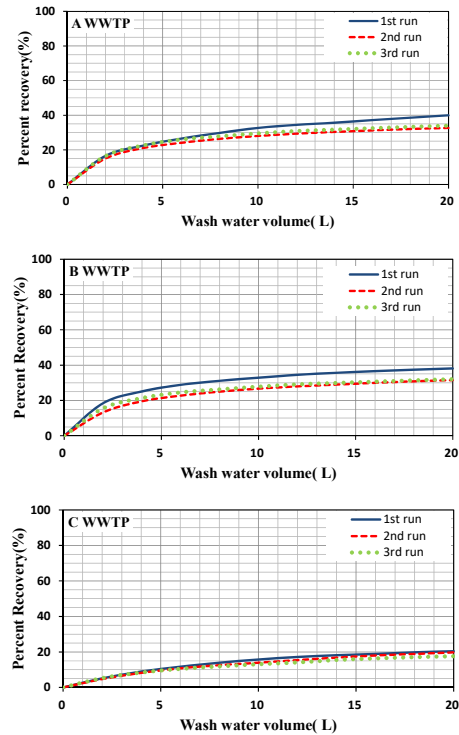 A WWTP
1st run
2nd run
3rd run
Percent recovery(%)
100
80
60
40
20
0
0 5 10 15 20
Wash water volume( L)
B WWTP
1st run
2nd run
3rd run
Percent Recovery(%)
100
80
60
40
20
0
0 5 10 15 20
Wash water volume( L)
C WWTP
1st run
2nd run
3rd run
Percent Recovery(%)
100
80
60
40
20
0
0 5 10 15 20
Wash water volume( L)